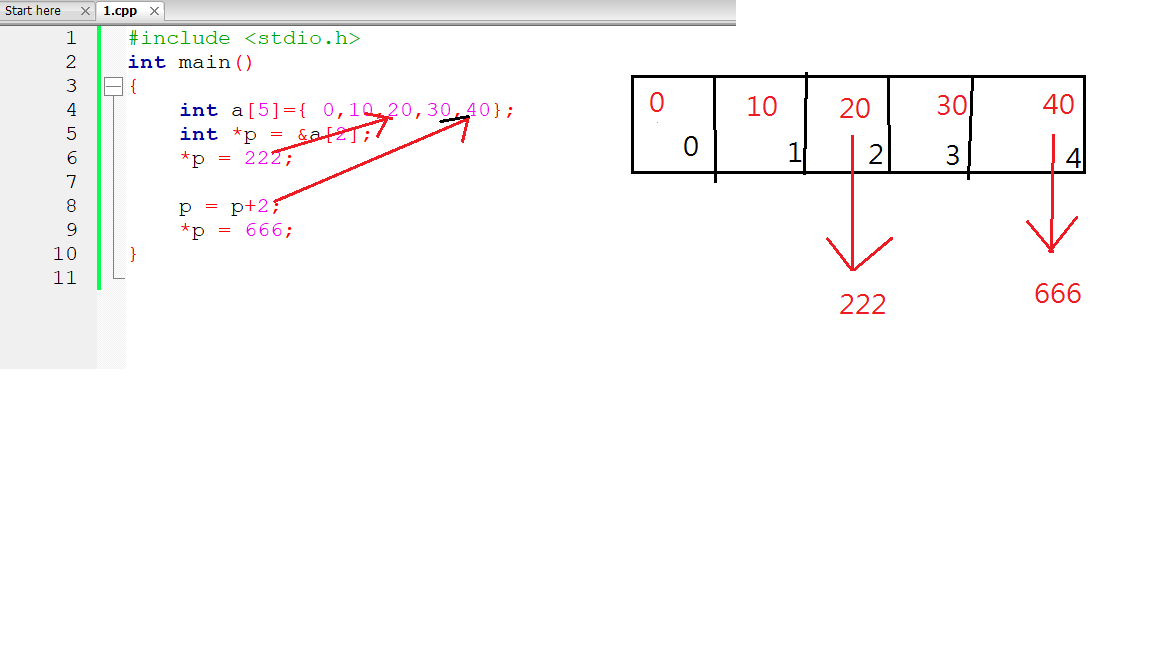 Start here × 1.cpp ×
1 #include <stdio.h>
2 int main()
3 {
4 int a[5]={ 0,10,20,30,40};
5 int *p = &a[2];
6 *p = 222;
7
8 p = p+2;
9 *p = 666;
10 }
11
0 10 20 30 40
0 1 2 3 4
222 666